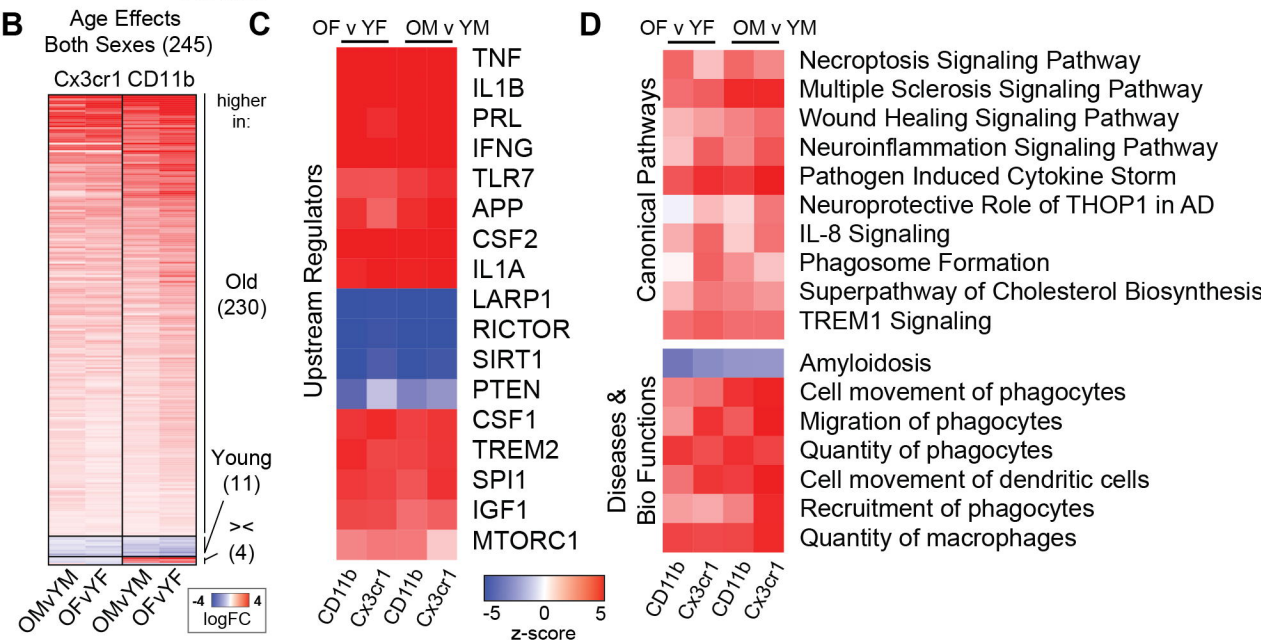 B
Age Effects
Both Sexes (245)
Cx3cr1 CD11b
higher
in:
Old
(230)
Young
(11)
><
(4)
OMvYM
OFvYF
OMvYM
OFvYF
-4 4
logFC
C
OF v YF OM v YM
Upstream Regulators
TNF
IL1B
PRL
IFNG
TLR7
APP
CSF2
IL1A
LARP1
RICTOR
SIRT1
PTEN
CSF1
TREM2
SPI1
IGF1
MTORC1
CD11b
Cx3cr1
CD11b
Cx3cr1
-5 0 5
z-score
D
OF v YF OM v YM
Canonical Pathways
Necroptosis Signaling Pathway
Multiple Sclerosis Signaling Pathway
Wound Healing Signaling Pathway
Neuroinflammation Signaling Pathway
Pathogen Induced Cytokine Storm
Neuroprotective Role of THOP1 in AD
IL-8 Signaling
Phagosome Formation
Superpathway of Cholesterol Biosynthesis
TREM1 Signaling
Diseases &
Bio Functions
Amyloidosis
Cell movement of phagocytes
Migration of phagocytes
Quantity of phagocytes
Cell movement of dendritic cells
Recruitment of phagocytes
Quantity of macrophages
CD11b
Cx3cr1
CD11b
Cx3cr1